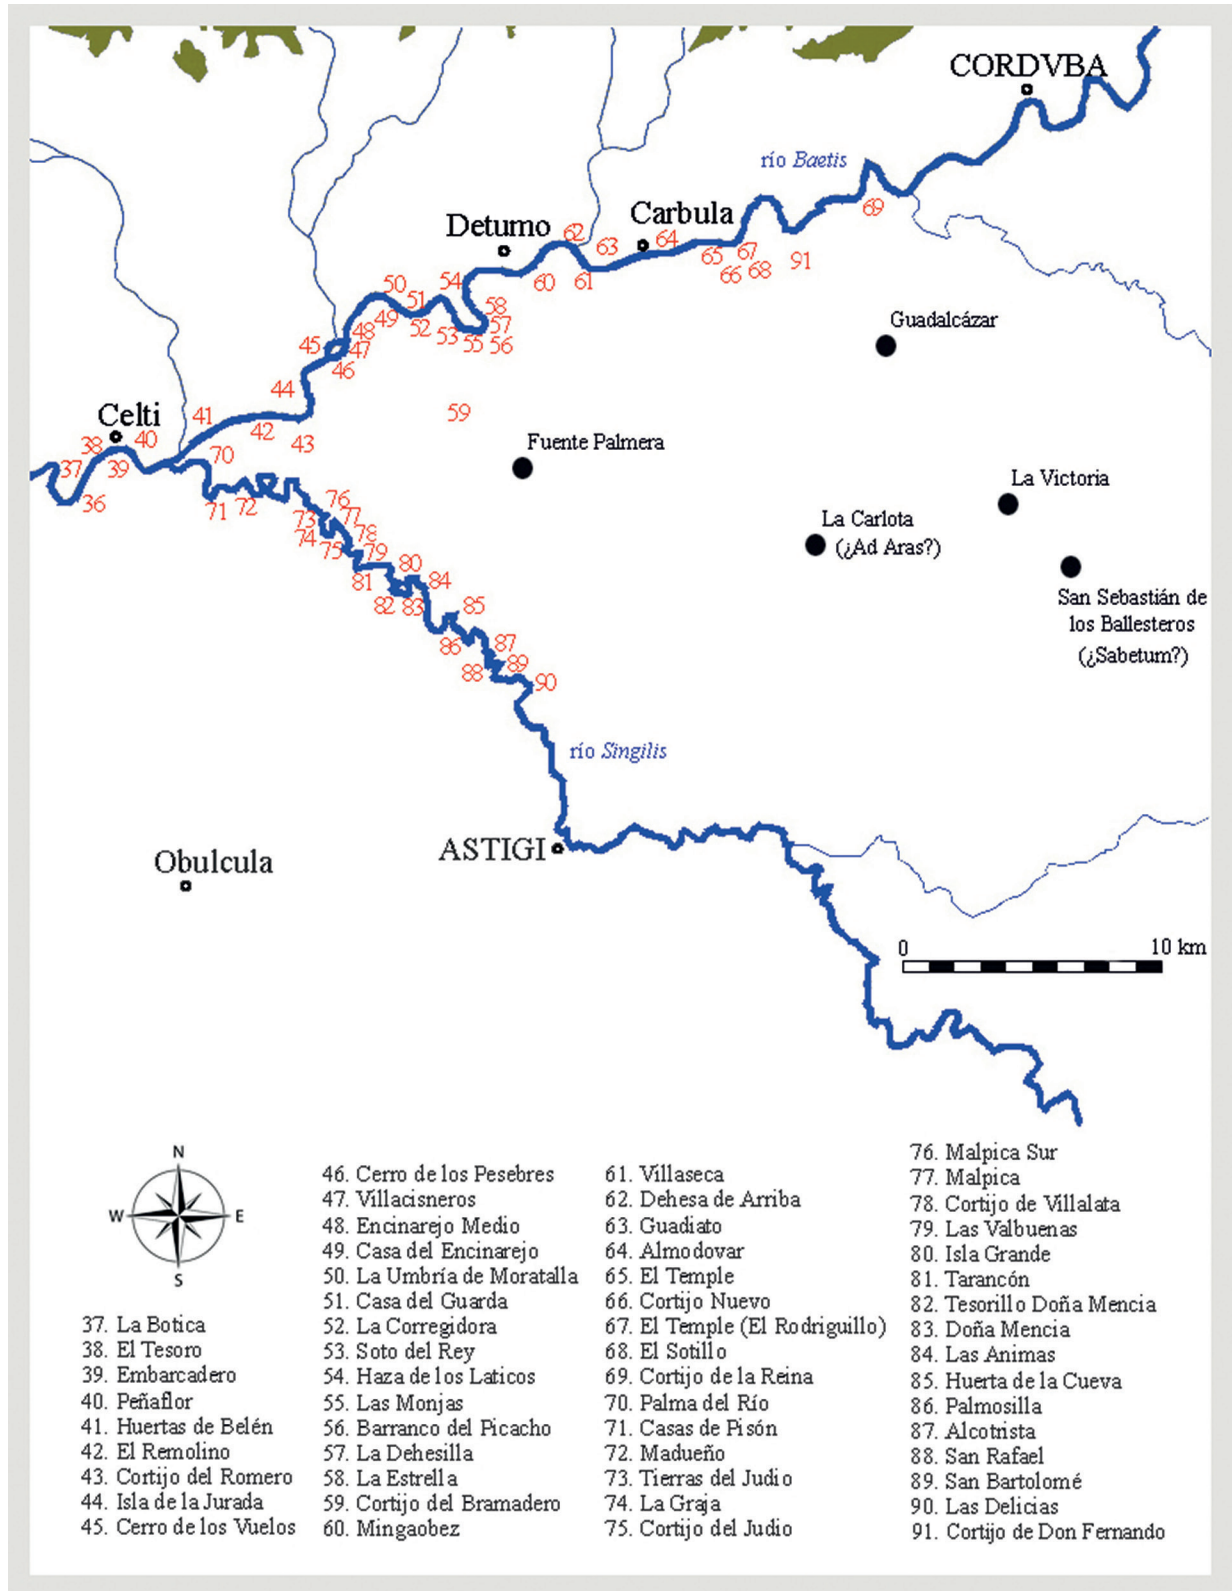 CORDVBA
río Baetis
Detumo
Carbula
62
63
64
69
54
60
61
65
67
66
68
91
50
51
58
49
52
53
57
48
55
56
45
47
46
Guadalcázar
44
59
41
42
43
Celti
38
40
37
39
70
36
Fuente Palmera
La Victoria
La Carlota
(¿Ad Aras?)
San Sebastián de
los Ballesteros
(¿Sabetum?)
71
72
76
73
77
74
78
75
79
80
81
84
82
83
85
86
87
88
89
90
río Singilis
ASTIGI
Obulcula
0
10 km
N
W
E
S
37. La Botica
38. El Tesoro
39. Embarcadero
40. Peñaflor
41. Huertas de Belén
42. El Remolino
43. Cortijo del Romero
44. Isla de la Jurada
45. Cerro de los Vuelos
46. Cerro de los Pesebres
47. Villacisneros
48. Encinarejo Medio
49. Casa del Encinarejo
50. La Umbría de Moratalla
51. Casa del Guarda
52. La Corregidora
53. Soto del Rey
54. Haza de los Laticos
55. Las Monjas
56. Barranco del Picacho
57. La Dehesilla
58. La Estrella
59. Cortijo del Bramadero
60. Mingaobez
61. Villaseca
62. Dehesa de Arriba
63. Guadiato
64. Almodovar
65. El Temple
66. Cortijo Nuevo
67. El Temple (El Rodriguillo)
68. El Sotillo
69. Cortijo de la Reina
70. Palma del Río
71. Casas de Pisón
72. Madueño
73. Tierras del Judio
74. La Graja
75. Cortijo del Judio
76. Malpica Sur
77. Malpica
78. Cortijo de Villalata
79. Las Valbuenas
80. Isla Grande
81. Tarancón
82. Tesorillo Doña Mencia
83. Doña Mencia
84. Las Animas
85. Huerta de la Cueva
86. Palmosilla
87. Alcotrista
88. San Rafael
89. San Bartolomé
90. Las Delicias
91. Cortijo de Don Fernando